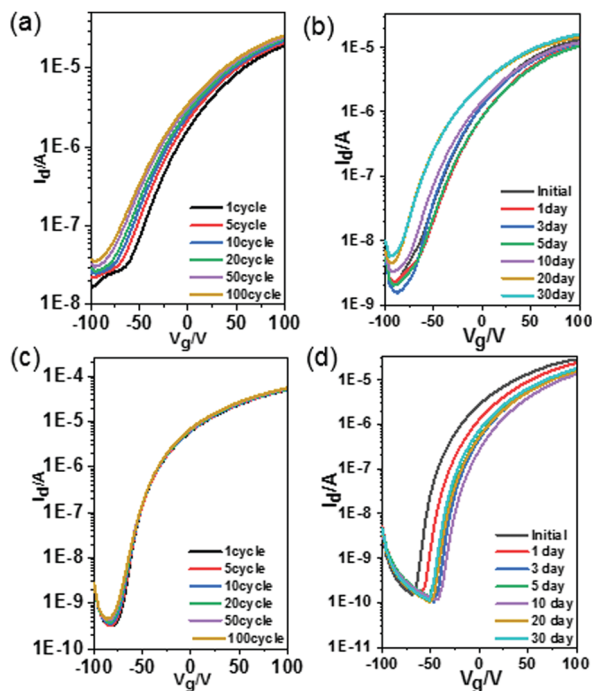 (a)
1E-5
1E-6
1E-7
1E-8
Id/A
1cycle
5cycle
10cycle
20cycle
50cycle
100cycle
-100 -50 0 50 100
Vg/V
(b)
1E-5
1E-6
1E-7
1E-8
1E-9
Id/A
Initial
1day
3day
5day
10day
20day
30day
-100 -50 0 50 100
Vg/V
(c)
1E-4
1E-5
1E-6
1E-7
1E-8
1E-9
1E-10
Id/A
1cycle
5cycle
10cycle
20cycle
50cycle
100cycle
-100 -50 0 50 100
Vg/V
(d)
1E-5
1E-6
1E-7
1E-8
1E-9
1E-10
1E-11
Id/A
Initial
1 day
3 day
5 day
10 day
20 day
30 day
-100 -50 0 50 100
Vg/V